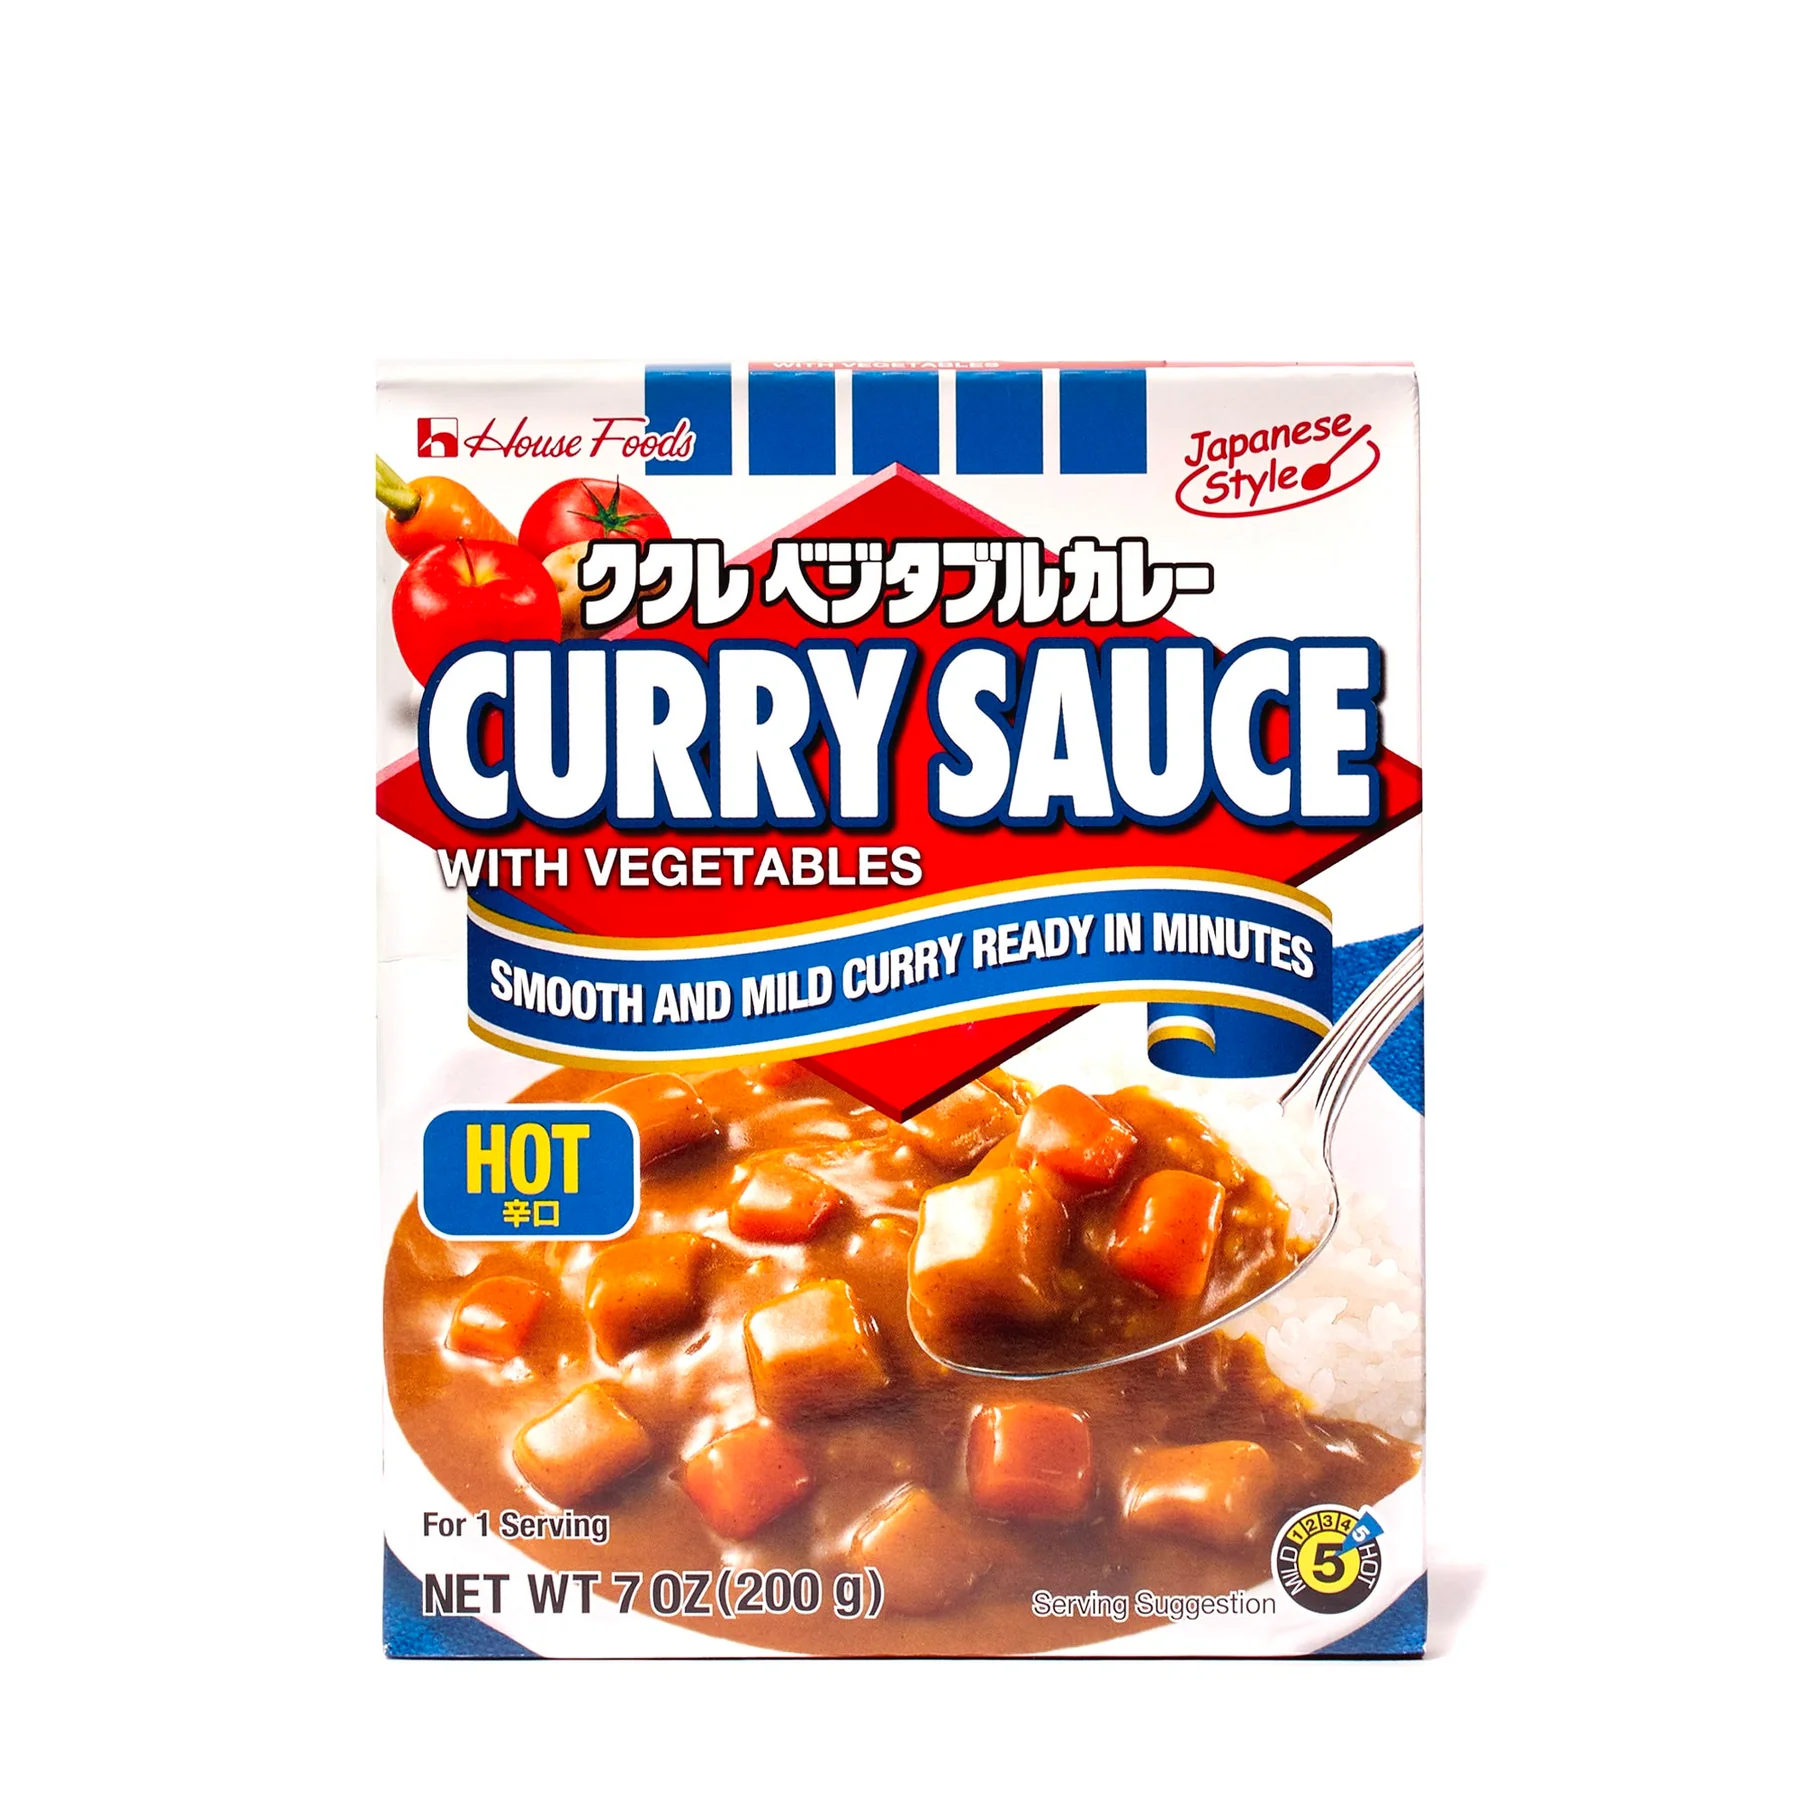 WITH VEGETABLES
House Foods
Japanese
Style
ククレ ベジタブルカレー
CURRY SAUCE
WITH VEGETABLES
SMOOTH AND MILD CURRY READY IN MINUTES
HOT
辛口
For 1 Serving
NET WT 7 OZ (200 g)
Serving Suggestion
MILD 1 2 3 4 5 HOT
5